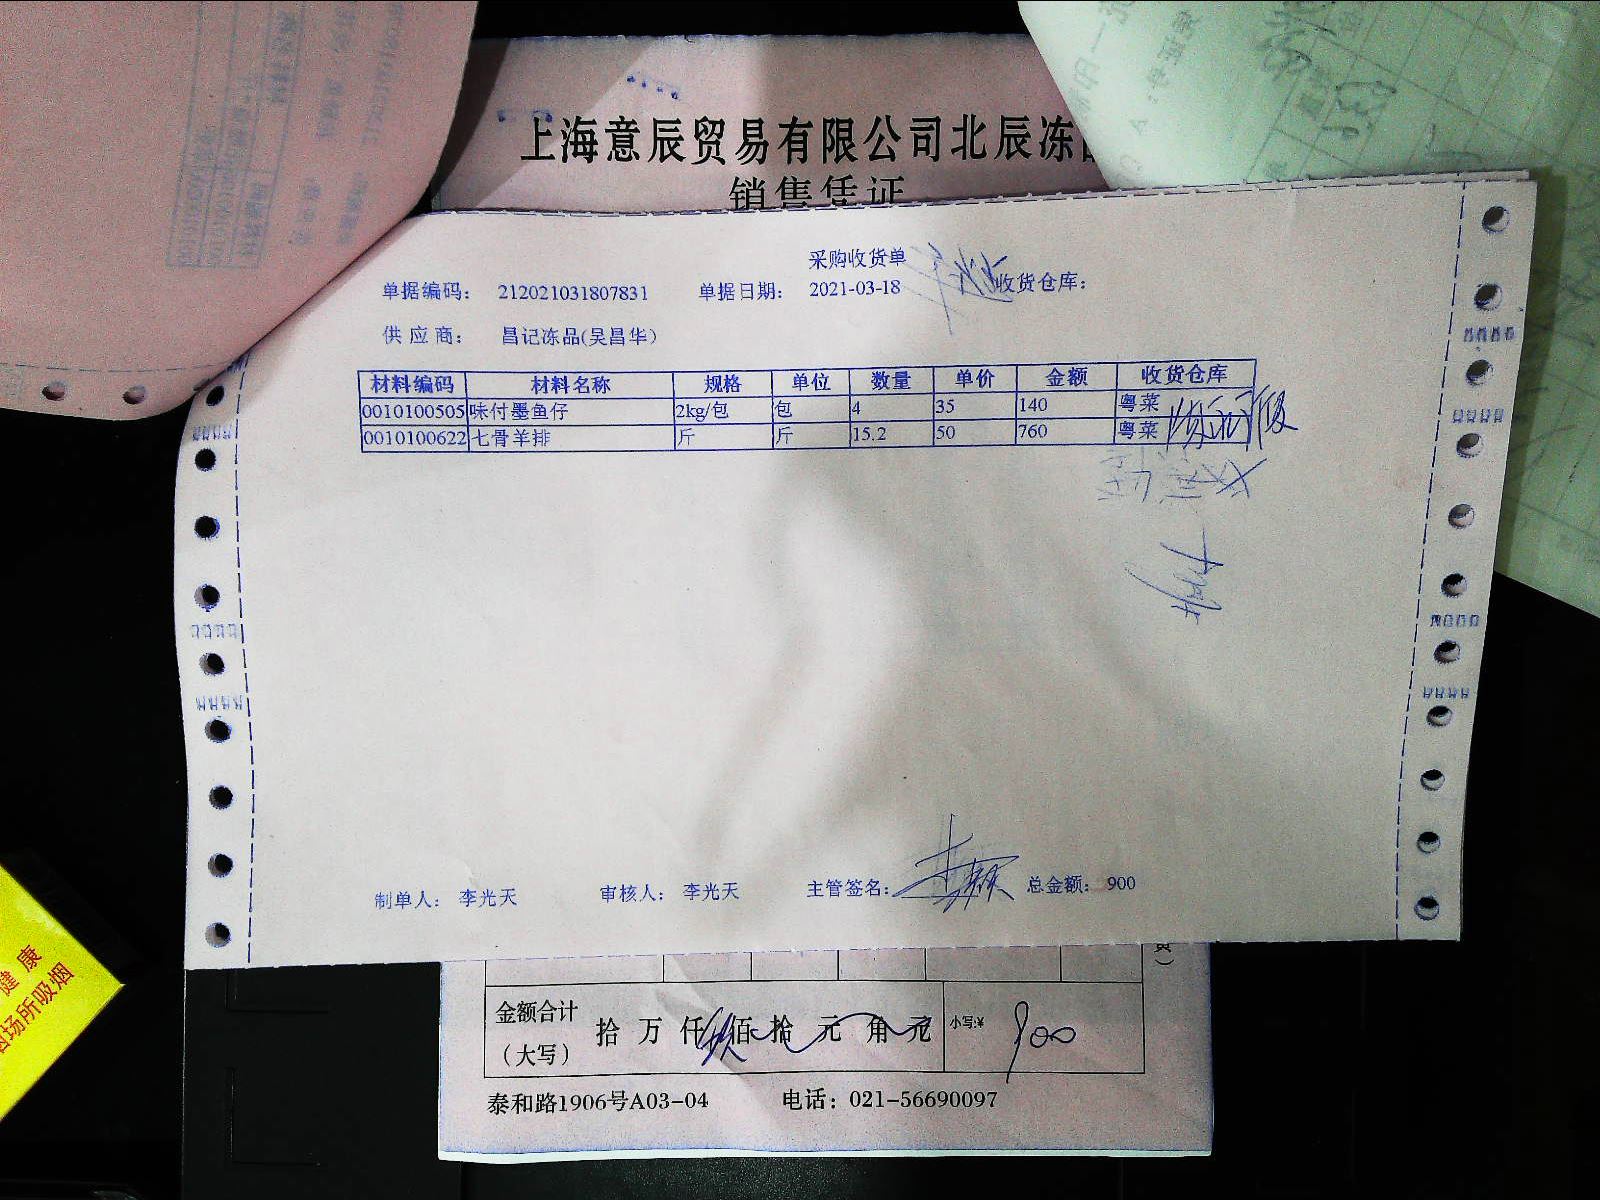 上海意辰贸易有限公司北辰冻
销售凭证
采购收货单
单据编码： 212021031807831 单据日期： 2021-03-18 收货仓库：
供应商： 昌记冻品(吴昌华)
材料编码 材料名称 规格 单位 数量 单价 金额 收货仓库
0010100505 味付墨鱼仔 2kg/包 包 4 35 140 粤菜
0010100622 七骨羊排 斤 斤 15.2 50 760 粤菜
制单人： 李光天 审核人： 李光天 主管签名： 总金额： 900
金额合计
（大写） 拾 万 仟 玖 佰 拾 元 角 元 小写:¥ 900
泰和路1906号A03-04 电话：021-56690097
健康
场所吸烟